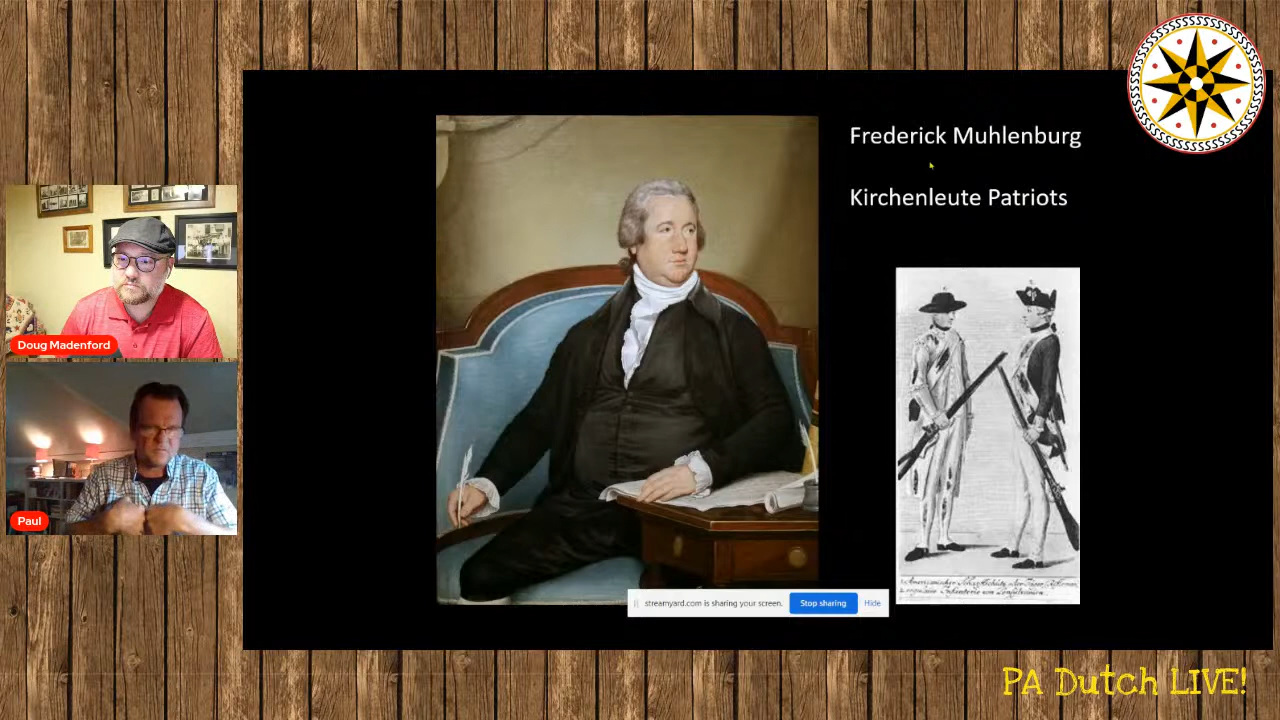 Frederick Muhlenburg
Kirchenleute Patriots
Doug Madenford
Paul
streamyard.com is sharing your screen.
Stop sharing
Hide
PA Dutch LIVE!